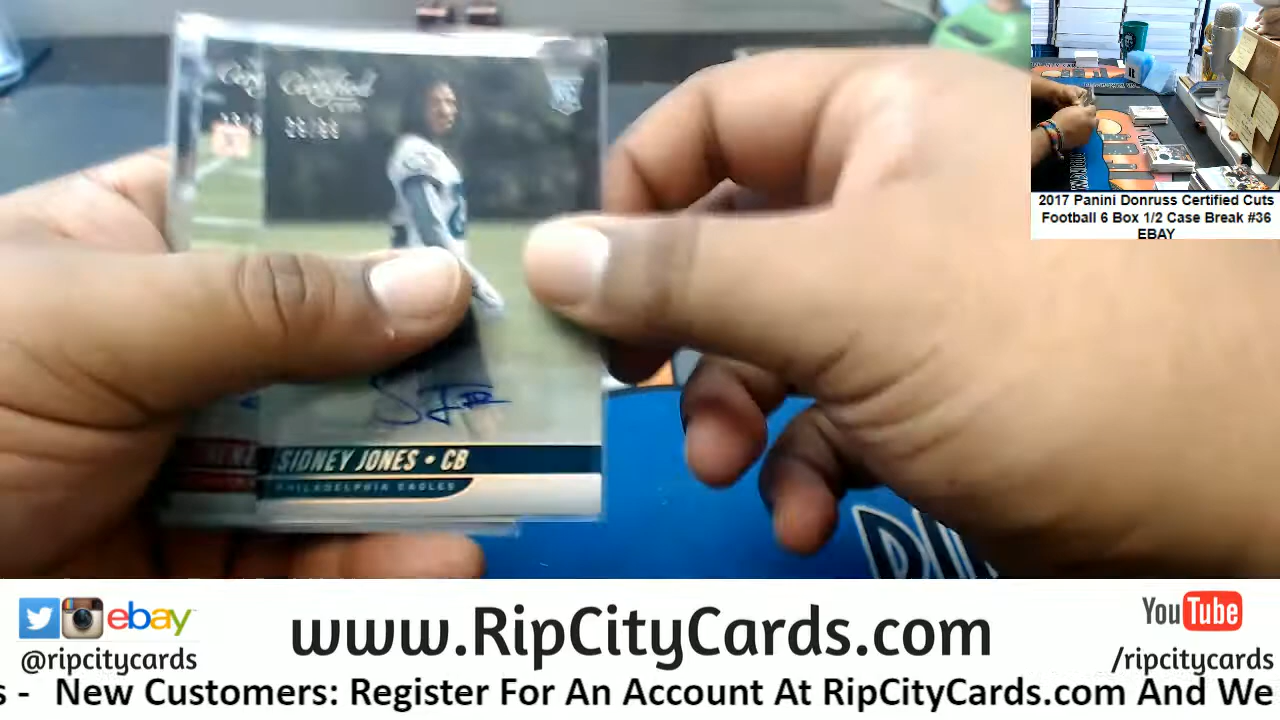 Certified
SIDNEY JONES • CB
PHILADELPHIA EAGLES
2017 Panini Donruss Certified Cuts
Football 6 Box 1/2 Case Break #36
EBAY
ebay
@ripcitycards
www.RipCityCards.com
YouTube
/ripcitycards
s - New Customers: Register For An Account At RipCityCards.com And We